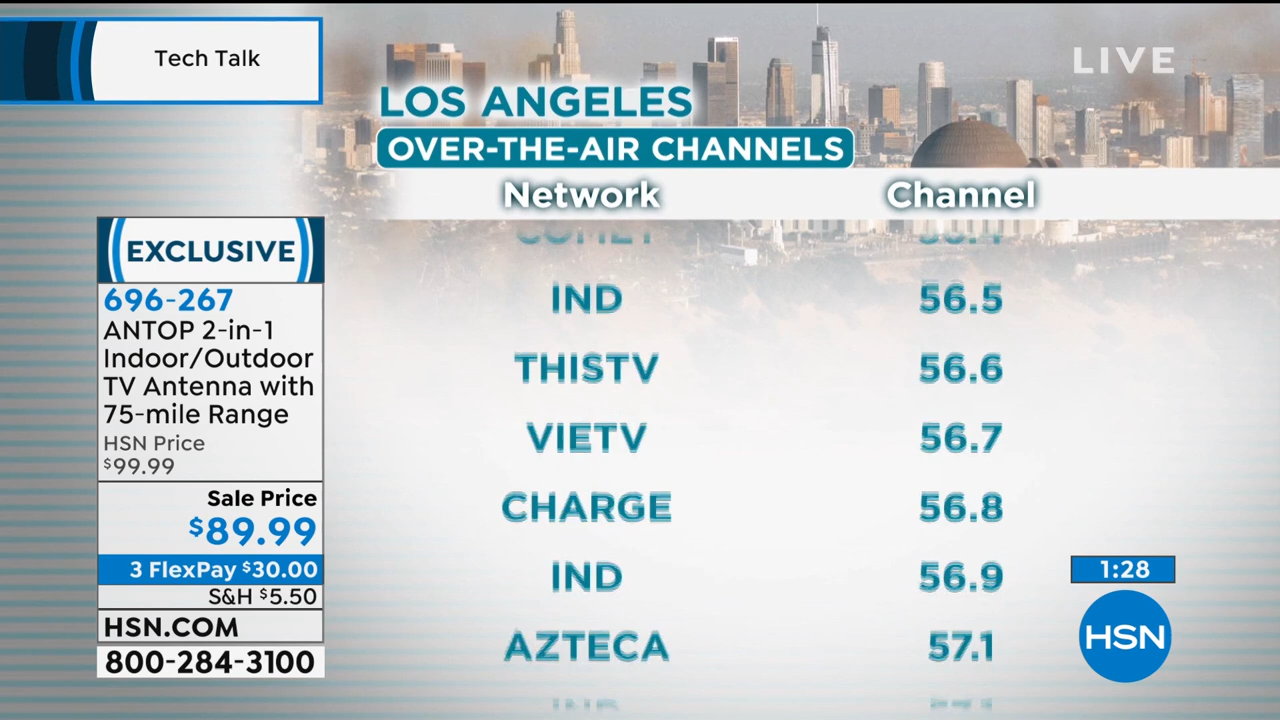 Tech Talk
LIVE
LOS ANGELES
OVER-THE-AIR CHANNELS
Network Channel
IND 56.5
THISTV 56.6
VIETV 56.7
CHARGE 56.8
IND 56.9
AZTECA 57.1
EXCLUSIVE
696-267
ANTOP 2-in-1
Indoor/Outdoor
TV Antenna with
75-mile Range
HSN Price
$99.99
Sale Price
$89.99
3 FlexPay $30.00
S&H $5.50
HSN.COM
800-284-3100
1:28
HSN